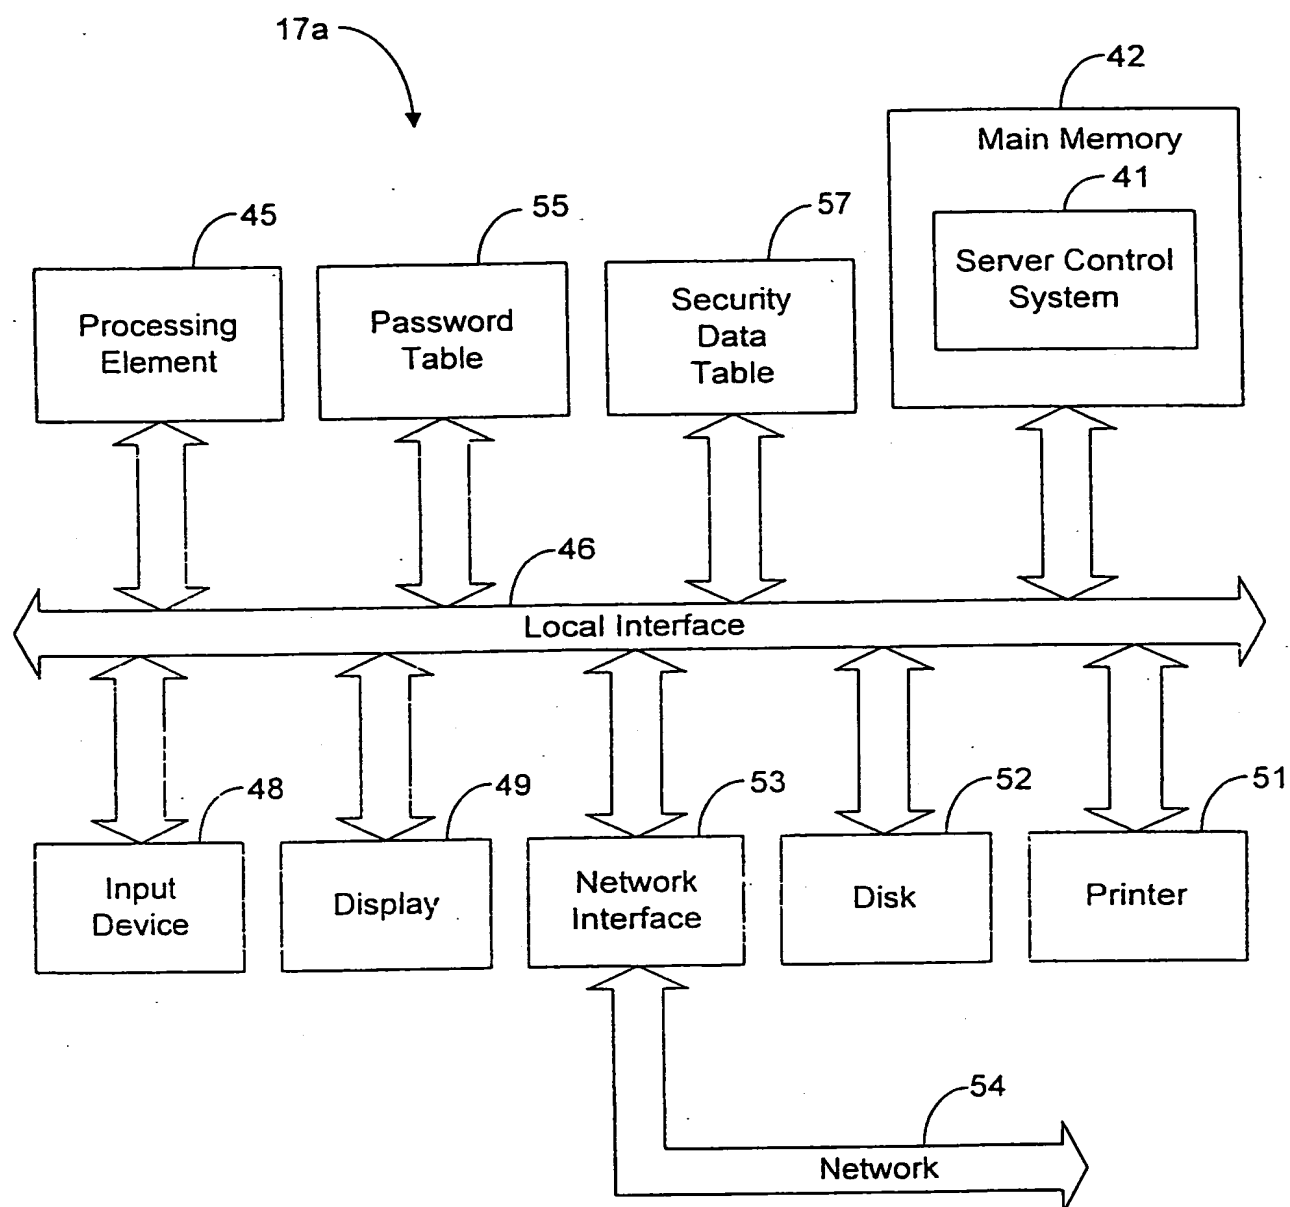 17a
42
Main Memory
41
Server Control
System
45
Processing
Element
55
Password
Table
57
Security
Data
Table
46
Local Interface
48
Input
Device
49
Display
53
Network
Interface
52
Disk
51
Printer
54
Network